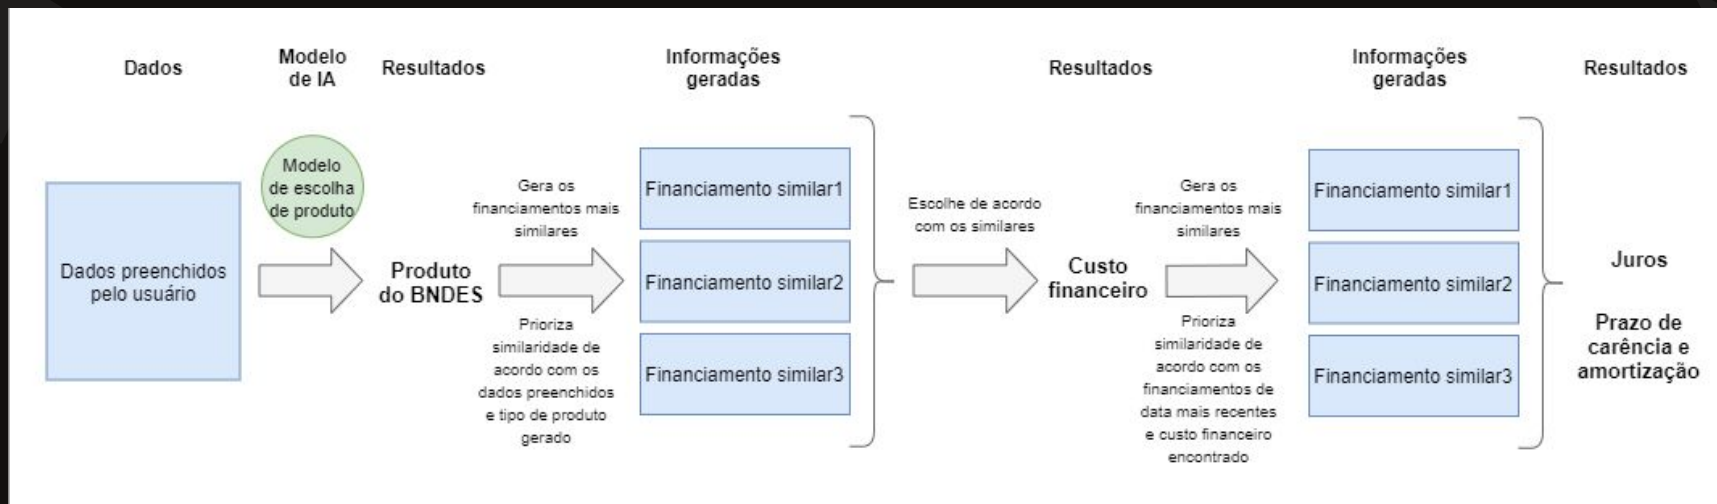 Dados
Modelo
de IA
Resultados
Informações
geradas
Resultados
Informações
geradas
Resultados
Dados preenchidos
pelo usuário
Modelo
de escolha
de produto
Produto
do BNDES
Gera os
financiamentos mais
similares
Prioriza
similaridade de
acordo com os
dados preenchidos
e tipo de produto
gerado
Financiamento similar1
Financiamento similar2
Financiamento similar3
Escolhe de acordo
com os similares
Custo
financeiro
Gera os
financiamentos mais
similares
Prioriza
similaridade de
acordo com os
financiamentos de
data mais recentes
e custo financeiro
encontrado
Financiamento similar1
Financiamento similar2
Financiamento similar3
Juros
Prazo de
carência e
amortização